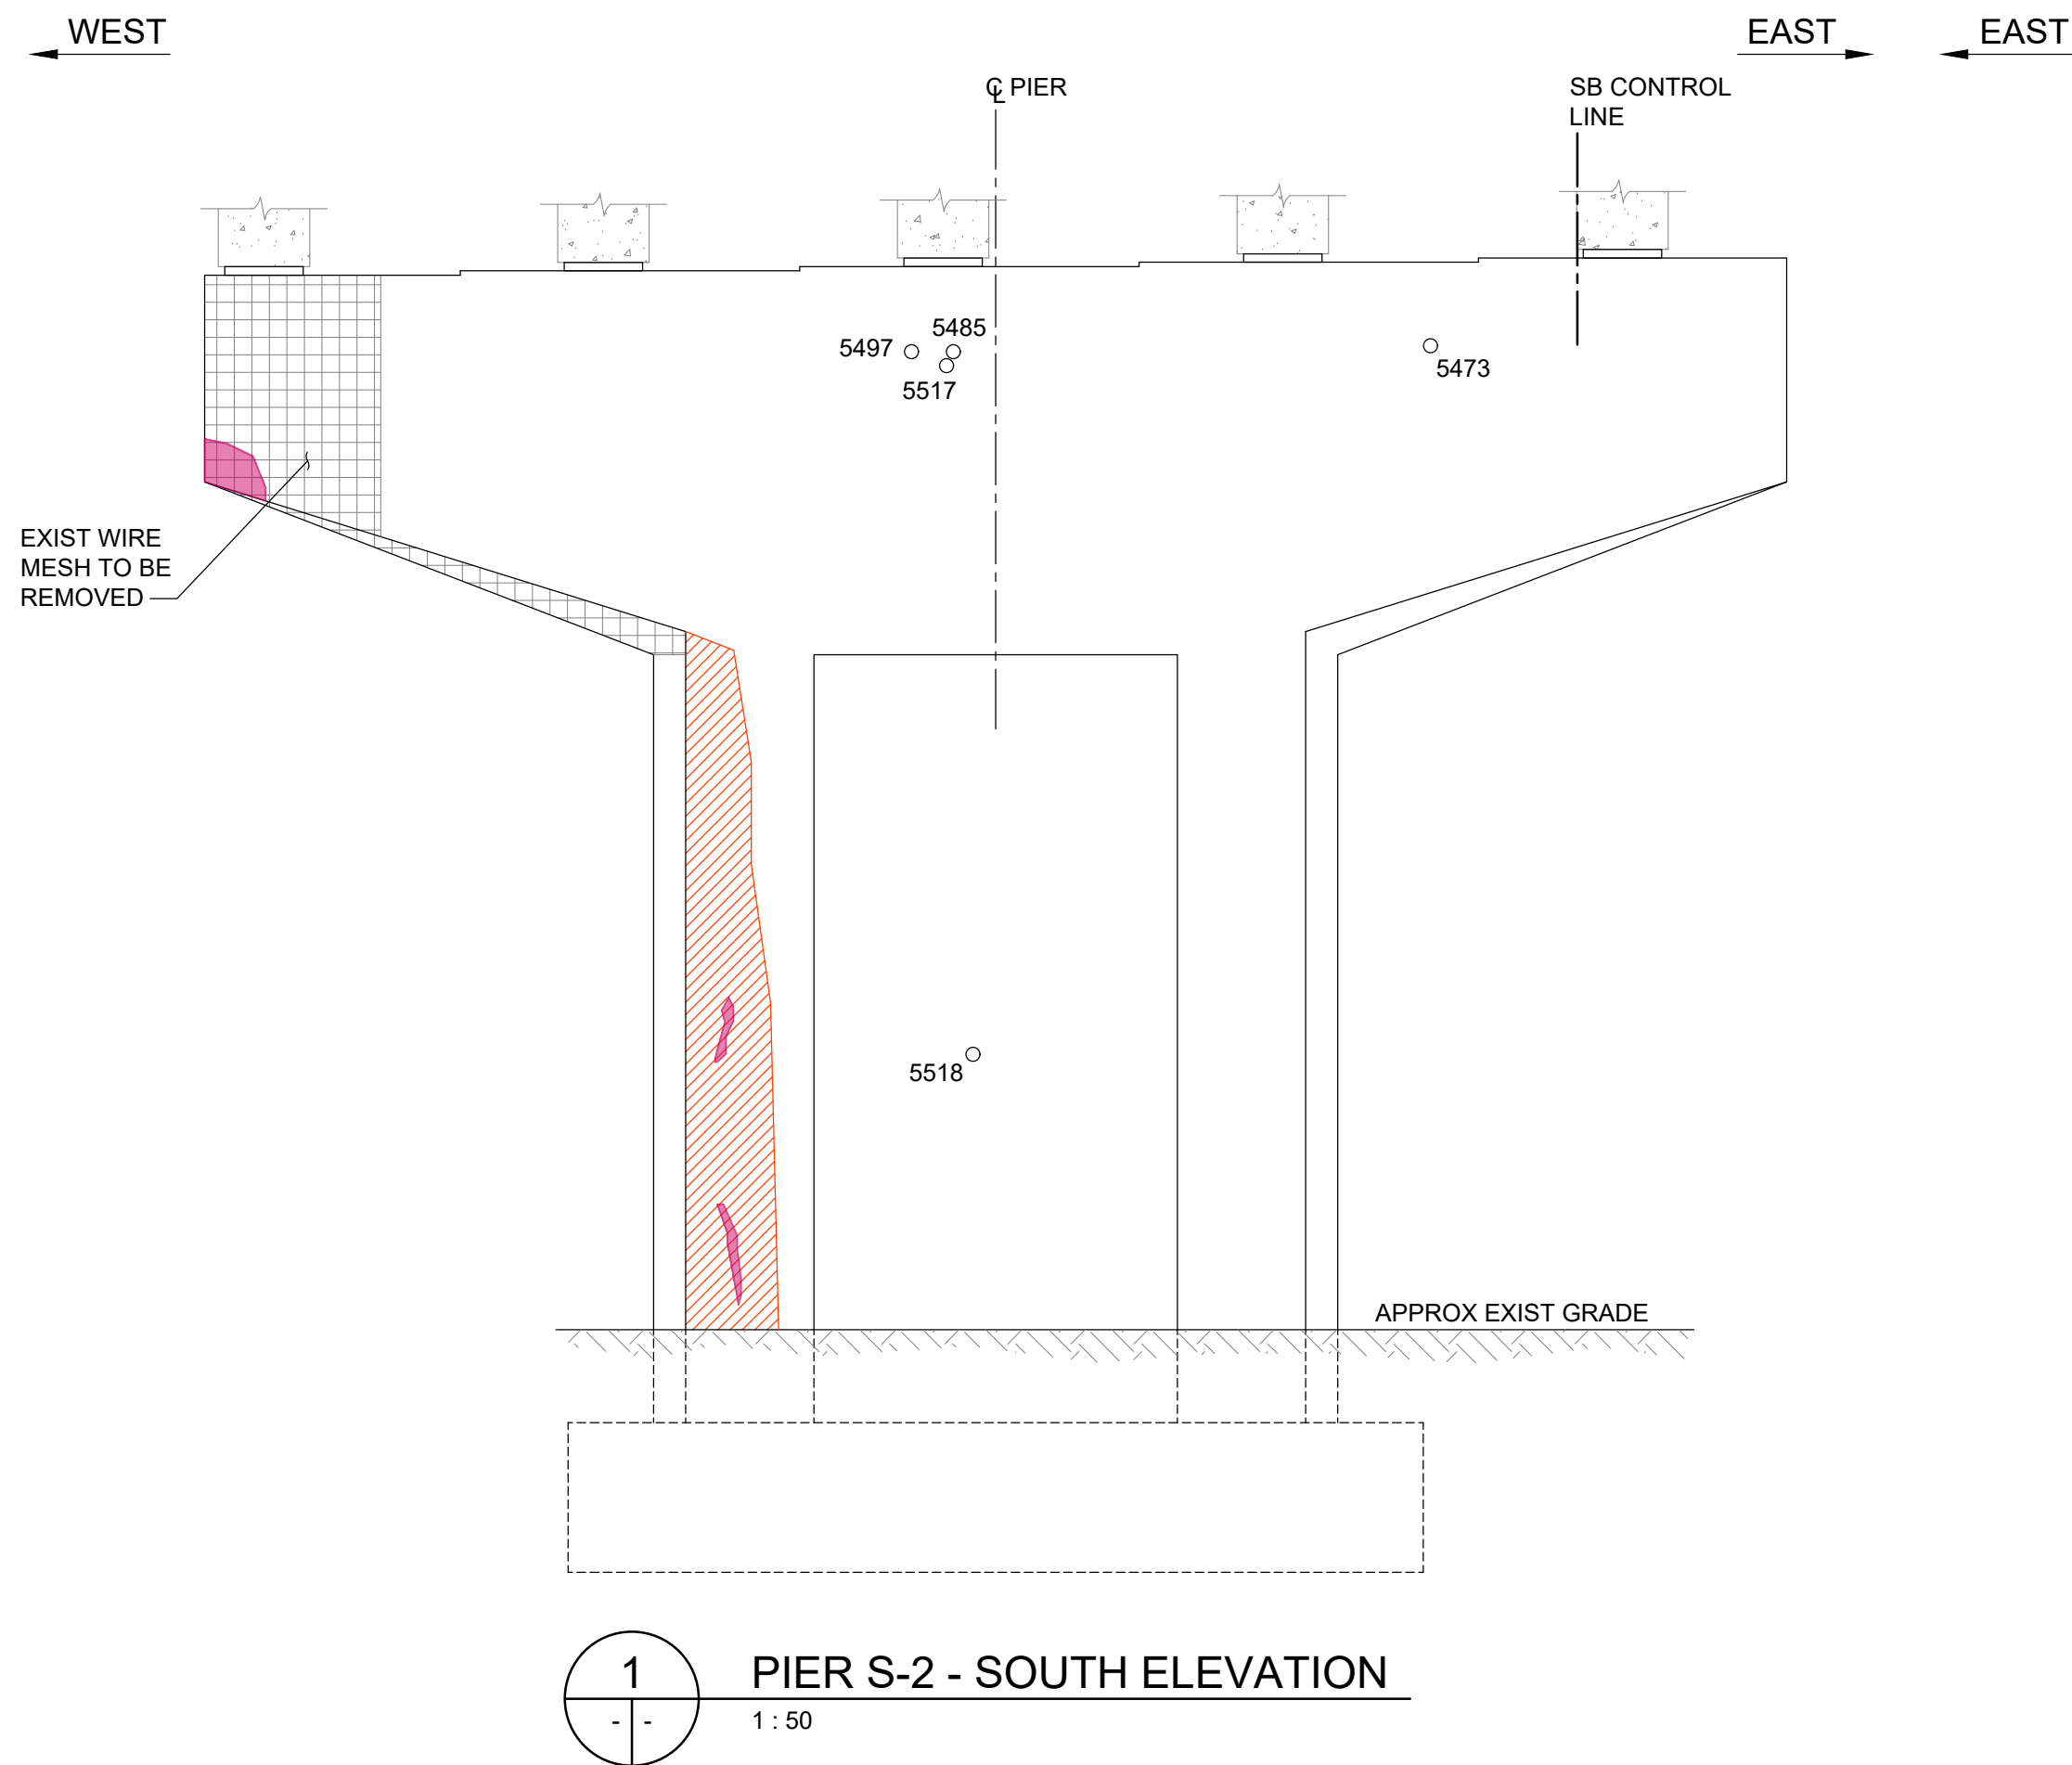 WEST
EAST
EAST
℄ PIER
SB CONTROL
LINE
5485
5497
5517
5473
EXIST WIRE
MESH TO BE
REMOVED
5518
APPROX EXIST GRADE
1
- -
PIER S-2 - SOUTH ELEVATION
1 : 50